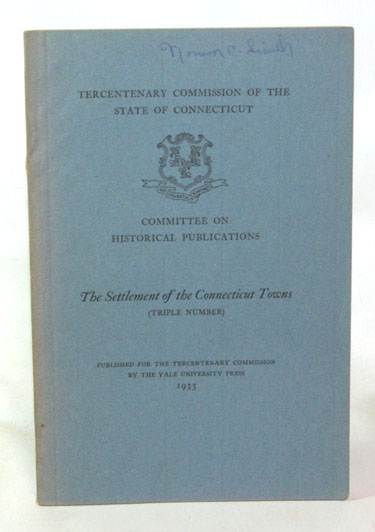 TERCENTENARY COMMISSION OF THE
STATE OF CONNECTICUT
COMMITTEE ON
HISTORICAL PUBLICATIONS
The Settlement of the Connecticut Towns
(TRIPLE NUMBER)
PUBLISHED FOR THE TERCENTENARY COMMISSION
BY THE YALE UNIVERSITY PRESS
1933